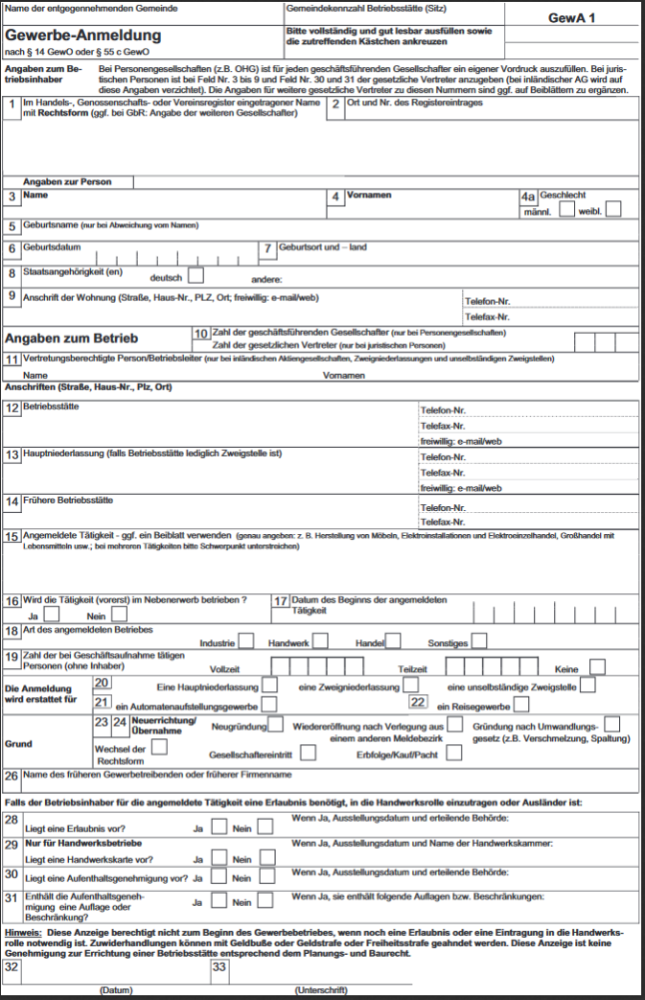 Name der entgegennehmenden Gemeinde
Gemeindekennzahl Betriebsstätte (Sitz)
GewA 1
Gewerbe-Anmeldung
nach § 14 GewO oder § 55 c GewO
Bitte vollständig und gut lesbar ausfüllen sowie
die zutreffenden Kästchen ankreuzen
Angaben zum Be-
triebsinhaber
Bei Personengesellschaften (z.B. OHG) ist für jeden geschäftsführenden Gesellschafter ein eigener Vordruck auszufüllen. Bei juris-
tischen Personen ist bei Feld Nr. 3 bis 9 und Feld Nr. 30 und 31 der gesetzliche Vertreter anzugeben (bei inländischer AG wird auf
diese Angaben verzichtet). Die Angaben für weitere gesetzliche Vertreter zu diesen Nummern sind ggf. auf Beiblättern zu ergänzen.
1 Im Handels-, Genossenschafts- oder Vereinsregister eingetragener Name
mit Rechtsform (ggf. bei GbR: Angabe der weiteren Gesellschafter)
2 Ort und Nr. des Registereintrages
Angaben zur Person
3 Name
4 Vornamen
4a Geschlecht
männl. weibl.
5 Geburtsname (nur bei Abweichung vom Namen)
6 Geburtsdatum
7 Geburtsort und – land
8 Staatsangehörigkeit (en)
deutsch andere:
9 Anschrift der Wohnung (Straße, Haus-Nr., PLZ, Ort; freiwillig: e-mail/web)
Telefon-Nr.
Telefax-Nr.
Angaben zum Betrieb
10 Zahl der geschäftsführenden Gesellschafter (nur bei Personengesellschaften)
Zahl der gesetzlichen Vertreter (nur bei juristischen Personen)
11 Vertretungsberechtigte Person/Betriebsleiter (nur bei inländischen Aktiengesellschaften, Zweigniederlassungen und unselbständigen Zweigstellen)
Name Vornamen
Anschriften (Straße, Haus-Nr., Plz, Ort)
12 Betriebsstätte
Telefon-Nr.
Telefax-Nr.
freiwillig: e-mail/web
13 Hauptniederlassung (falls Betriebsstätte lediglich Zweigstelle ist)
Telefon-Nr.
Telefax-Nr.
freiwillig: e-mail/web
14 Frühere Betriebsstätte
Telefon-Nr.
Telefax-Nr.
15 Angemeldete Tätigkeit - ggf. ein Beiblatt verwenden (genau angeben: z. B. Herstellung von Möbeln, Elektroinstallationen und Elektroeinzelhandel, Großhandel mit
Lebensmitteln usw.; bei mehreren Tätigkeiten bitte Schwerpunkt unterstreichen)
16 Wird die Tätigkeit (vorerst) im Nebenerwerb betrieben ?
Ja Nein
17 Datum des Beginns der angemeldeten
Tätigkeit
18 Art des angemeldeten Betriebes
Industrie Handwerk Handel Sonstiges
19 Zahl der bei Geschäftsaufnahme tätigen
Personen (ohne Inhaber) Vollzeit Teilzeit Keine
Die Anmeldung
wird erstattet für
20 Eine Hauptniederlassung eine Zweigniederlassung eine unselbständige Zweigstelle
21 ein Automatenaufstellungsgewerbe 22 ein Reisegewerbe
Grund
23 24 Neuerrichtung/
Übernahme
Neugründung Wiedereröffnung nach Verlegung aus
einem anderen Meldebezirk
Gründung nach Umwandlungs-
gesetz (z.B. Verschmelzung, Spaltung)
Wechsel der
Rechtsform
Gesellschaftereintritt Erbfolge/Kauf/Pacht
26 Name des früheren Gewerbetreibenden oder früherer Firmenname
Falls der Betriebsinhaber für die angemeldete Tätigkeit eine Erlaubnis benötigt, in die Handwerksrolle einzutragen oder Ausländer ist:
28 Liegt eine Erlaubnis vor? Ja Nein
Wenn Ja, Ausstellungsdatum und erteilende Behörde:
29 Nur für Handwerksbetriebe
Liegt eine Handwerkskarte vor? Ja Nein
Wenn Ja, Ausstellungsdatum und Name der Handwerkskammer:
30 Liegt eine Aufenthaltsgenehmigung vor? Ja Nein
Wenn Ja, Ausstellungsdatum und erteilende Behörde:
31 Enthält die Aufenthaltsgeneh-
migung eine Auflage oder
Beschränkung?
Ja Nein
Wenn Ja, sie enthält folgende Auflagen bzw. Beschränkungen:
Hinweis: Diese Anzeige berechtigt nicht zum Beginn des Gewerbebetriebes, wenn noch eine Erlaubnis oder eine Eintragung in die Handwerks-
rolle notwendig ist. Zuwiderhandlungen können mit Geldbuße oder Geldstrafe oder Freiheitsstrafe geahndet werden. Diese Anzeige ist keine
Genehmigung zur Errichtung einer Betriebsstätte entsprechend dem Planungs- und Baurecht.
32 33
(Datum) (Unterschrift)